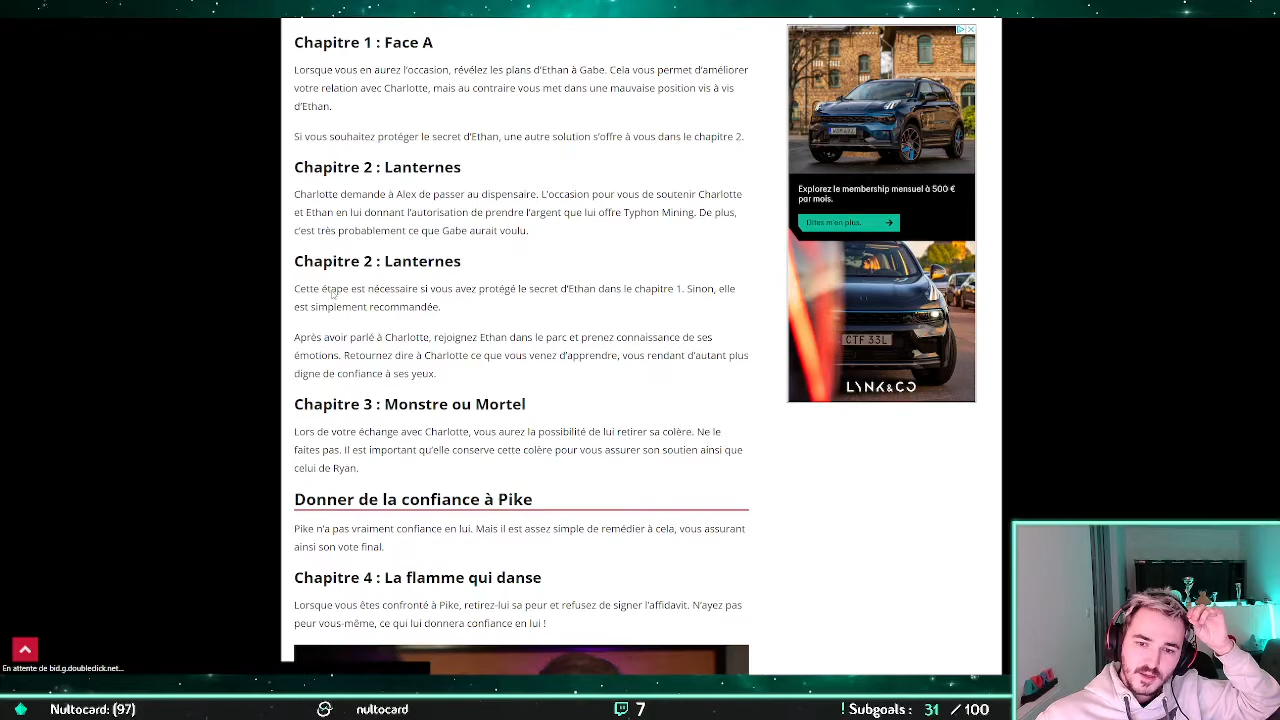 Chapitre 1 : Face A
Lorsque vous en aurez l'occasion, révélez les plans d'Ethan à Gabe. Cela vous permet d'améliorer
votre relation avec Charlotte, mais au contraire vous met dans une mauvaise position vis à vis
d'Ethan.
Si vous souhaitez protéger le secret d'Ethan, une autre solution s'offre à vous dans le chapitre 2.
Chapitre 2 : Lanternes
Charlotte demande à Alex de passer au dispensaire. L'occasion pour vous de soutenir Charlotte
et Ethan en lui donnant l'autorisation de prendre l'argent que lui offre Typhon Mining. De plus,
c'est très probablement ce que Gabe aurait voulu.
Chapitre 2 : Lanternes
Cette étape est nécessaire si vous avez protégé le secret d'Ethan dans le chapitre 1. Sinon, elle
est simplement recommandée.
Après avoir parlé à Charlotte, rejoignez Ethan dans le parc et prenez connaissance de ses
émotions. Retournez dire à Charlotte ce que vous venez d'apprendre, vous rendant d'autant plus
digne de confiance à ses yeux.
Chapitre 3 : Monstre ou Mortel
Lors de votre échange avec Charlotte, vous aurez la possibilité de lui retirer sa colère. Ne le
faites pas. Il est important qu'elle conserve cette colère pour vous assurer son soutien ainsi que
celui de Ryan.
Donner de la confiance à Pike
Pike n'a pas vraiment confiance en lui. Mais il est assez simple de remédier à cela, vous assurant
ainsi son vote final.
Chapitre 4 : La flamme qui danse
Lorsque vous êtes confronté à Pike, retirez-lui sa peur et refusez de signer l'affidavit. N'ayez pas
peur vous-même, ce qui lui donnera confiance en lui !
Explorez le membership mensuel à 500 €
par mois.
Dites m'en plus.
CTF 33L
LYNK&CO
En attente de bid.g.doubleclick.net...
Nultocard: (97)
nultocard
7
! Subgoals : 31 / 100